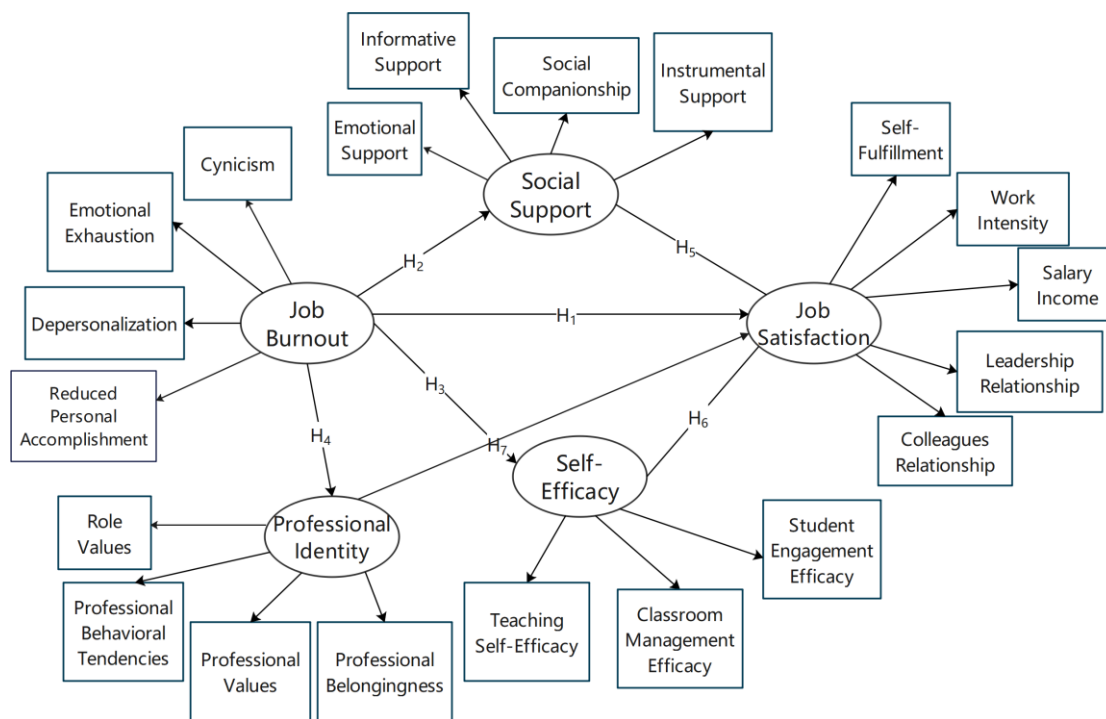 Informative
Support
Social
Companionship
Instrumental
Support
Emotional
Support
Self-
Fulfillment
Cynicism
Social
Support
Work
Intensity
Emotional
Exhaustion
H2
H5
Salary
Income
Depersonalization
Job
Burnout
H1
Job
Satisfaction
Leadership
Relationship
Reduced
Personal
Accomplishment
H3
H4
H7
H6
Colleagues
Relationship
Self-
Efficacy
Role
Values
Professional
Identity
Student
Engagement
Efficacy
Professional
Behavioral
Tendencies
Professional
Values
Professional
Belongingness
Teaching
Self-Efficacy
Classroom
Management
Efficacy